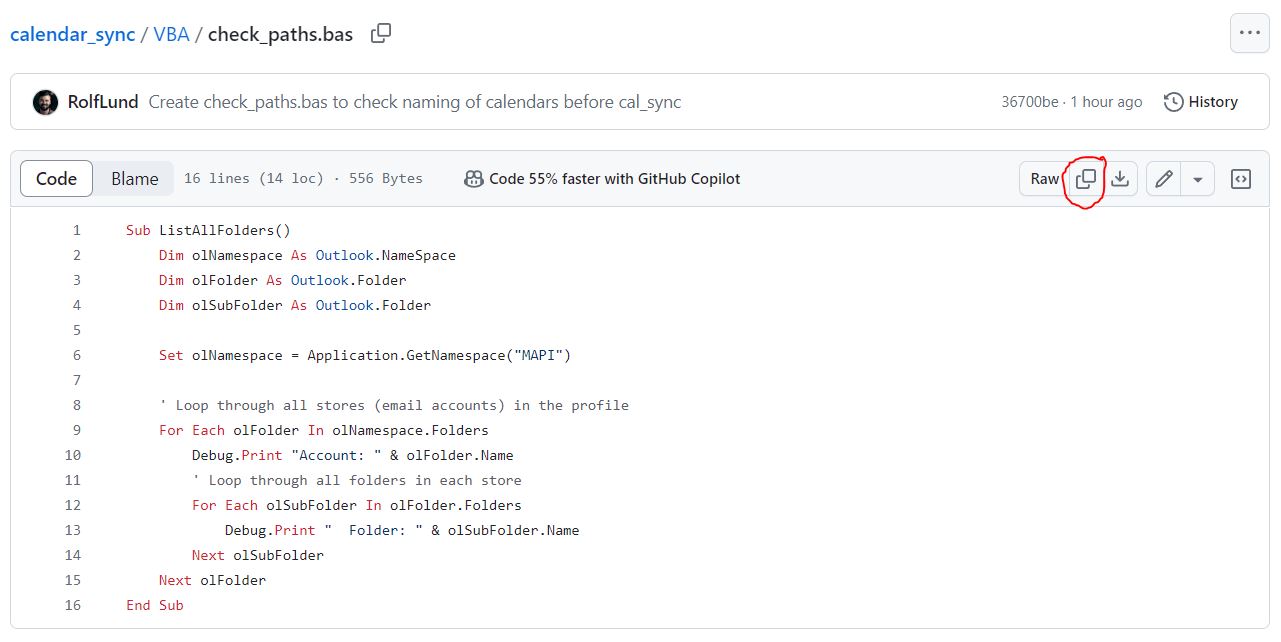 calendar_sync / VBA / check_paths.bas
RolfLund Create check_paths.bas to check naming of calendars before cal_sync 36700be · 1 hour ago History
Code Blame 16 lines (14 loc) · 556 Bytes Code 55% faster with GitHub Copilot Raw
1 Sub ListAllFolders()
2     Dim olNamespace As Outlook.NameSpace
3     Dim olFolder As Outlook.Folder
4     Dim olSubFolder As Outlook.Folder
5
6     Set olNamespace = Application.GetNamespace("MAPI")
7
8     ' Loop through all stores (email accounts) in the profile
9     For Each olFolder In olNamespace.Folders
10         Debug.Print "Account: " & olFolder.Name
11         ' Loop through all folders in each store
12         For Each olSubFolder In olFolder.Folders
13             Debug.Print "  Folder: " & olSubFolder.Name
14         Next olSubFolder
15     Next olFolder
16 End Sub